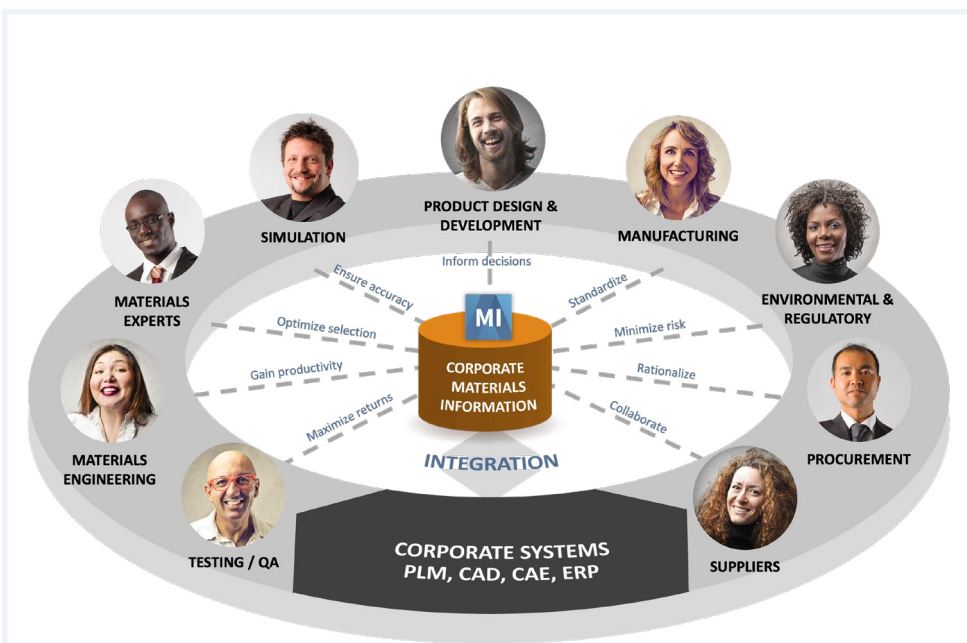 PRODUCT DESIGN &
DEVELOPMENT
SIMULATION
MANUFACTURING
MATERIALS
EXPERTS
ENVIRONMENTAL &
REGULATORY
MATERIALS
ENGINEERING
PROCUREMENT
TESTING / QA
SUPPLIERS
Inform decisions
Ensure accuracy
Standardize
Optimize selection
Minimize risk
Gain productivity
Rationalize
Maximize returns
Collaborate
MI
CORPORATE
MATERIALS
INFORMATION
INTEGRATION
CORPORATE SYSTEMS
PLM, CAD, CAE, ERP